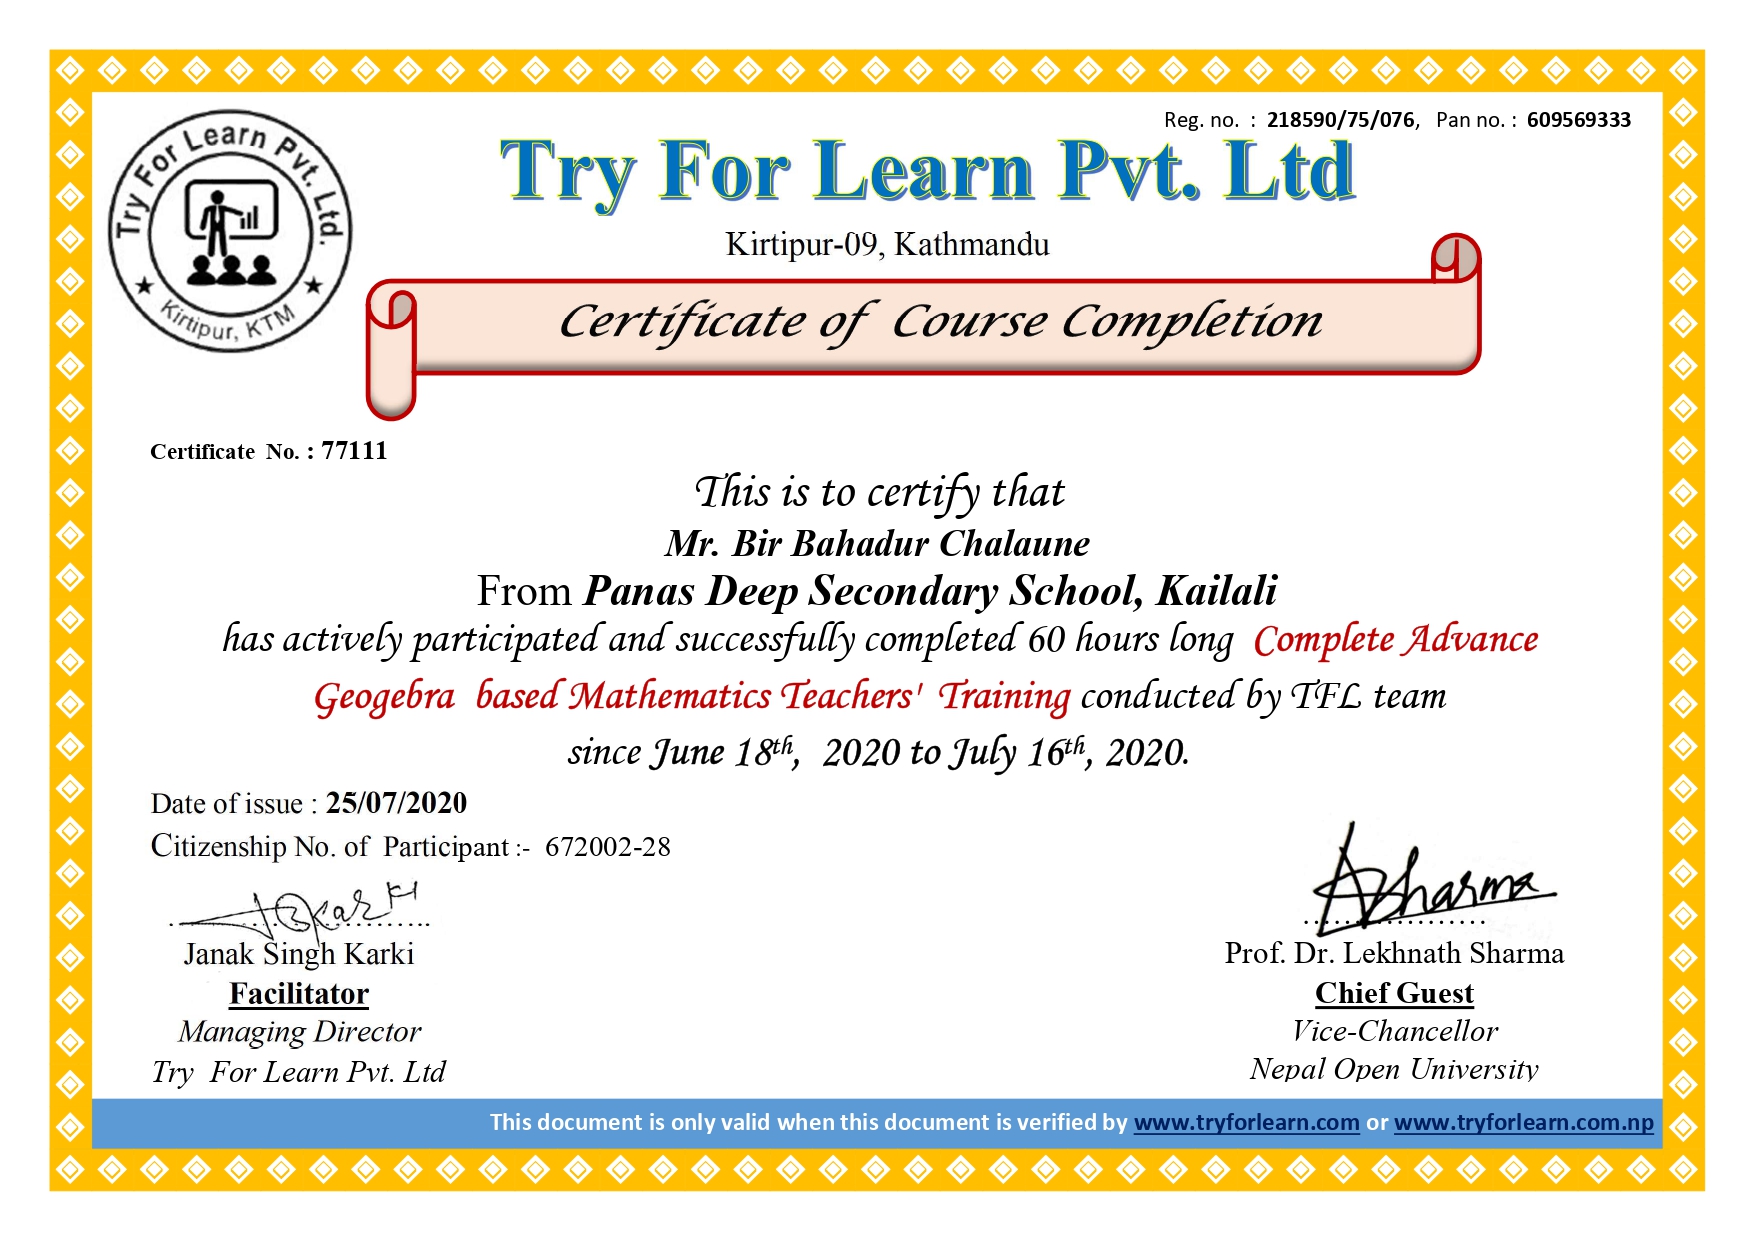 Reg. no. : 218590/75/076, Pan no. : 609569333
Try For Learn Pvt. Ltd.
Kirtipur, KTM
Try For Learn Pvt. Ltd
Kirtipur-09, Kathmandu
Certificate of Course Completion
Certificate No. : 77111
This is to certify that
Mr. Bir Bahadur Chalaune
From Panas Deep Secondary School, Kailali
has actively participated and successfully completed 60 hours long Complete Advance
Geogebra based Mathematics Teachers' Training conducted by TFL team
since June 18th, 2020 to July 16th, 2020.
Date of issue : 25/07/2020
Citizenship No. of Participant :- 672002-28
Janak Singh Karki
Facilitator
Managing Director
Try For Learn Pvt. Ltd
Sharma
Prof. Dr. Lekhnath Sharma
Chief Guest
Vice-Chancellor
Nepal Open University
This document is only valid when this document is verified by www.tryforlearn.com or www.tryforlearn.com.np